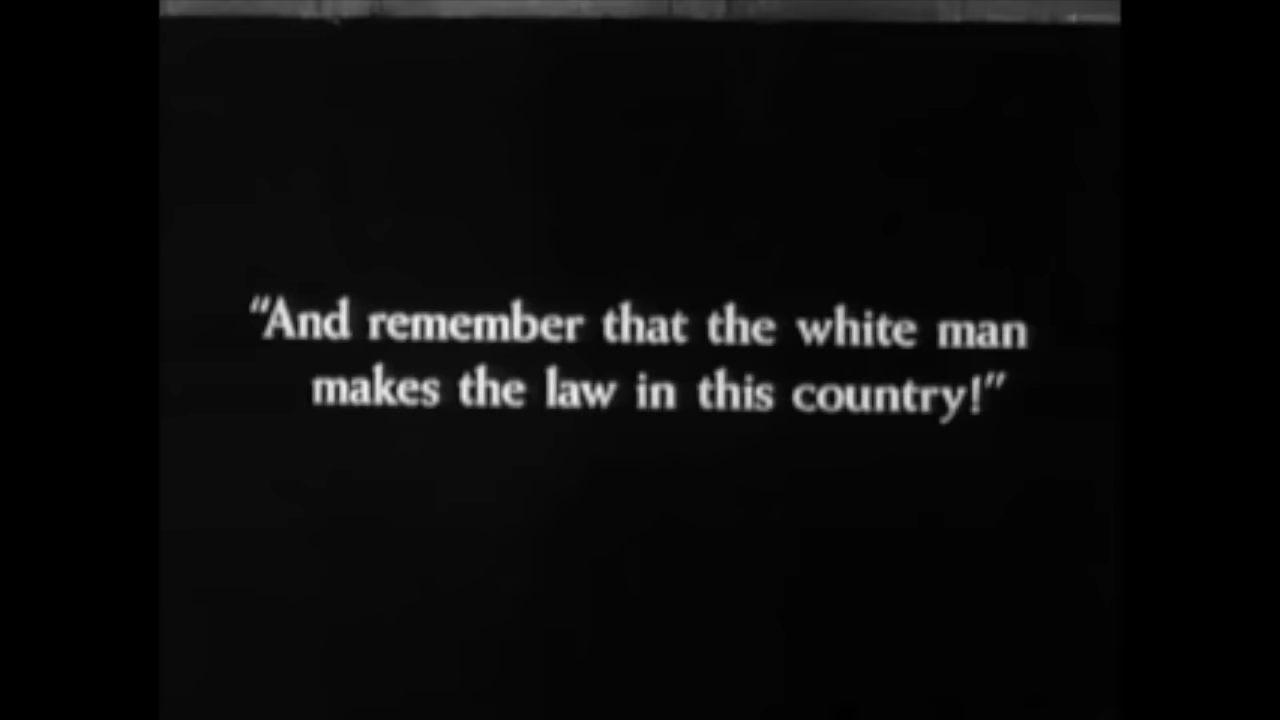 “And remember that the white man
makes the law in this country!”